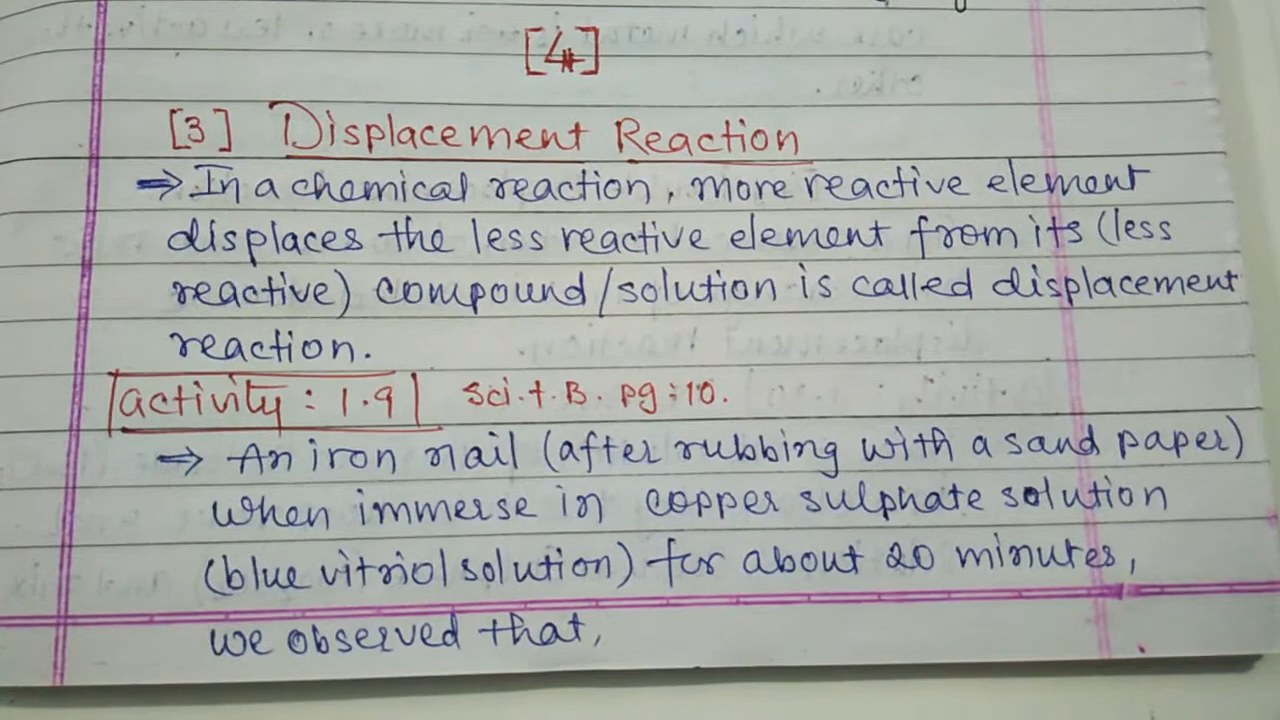 [4]
[3] Displacement Reaction
⇒ In a chemical reaction, more reactive element
displaces the less reactive element from its (less
reactive) compound/solution is called displacement
reaction.
activity : 1.9 Sci. t. B. pg : 10.
⇒ An iron nail (after rubbing with a sand paper)
when immerse in copper sulphate solution
(blue vitriol solution) for about 20 minutes,
we observed that,